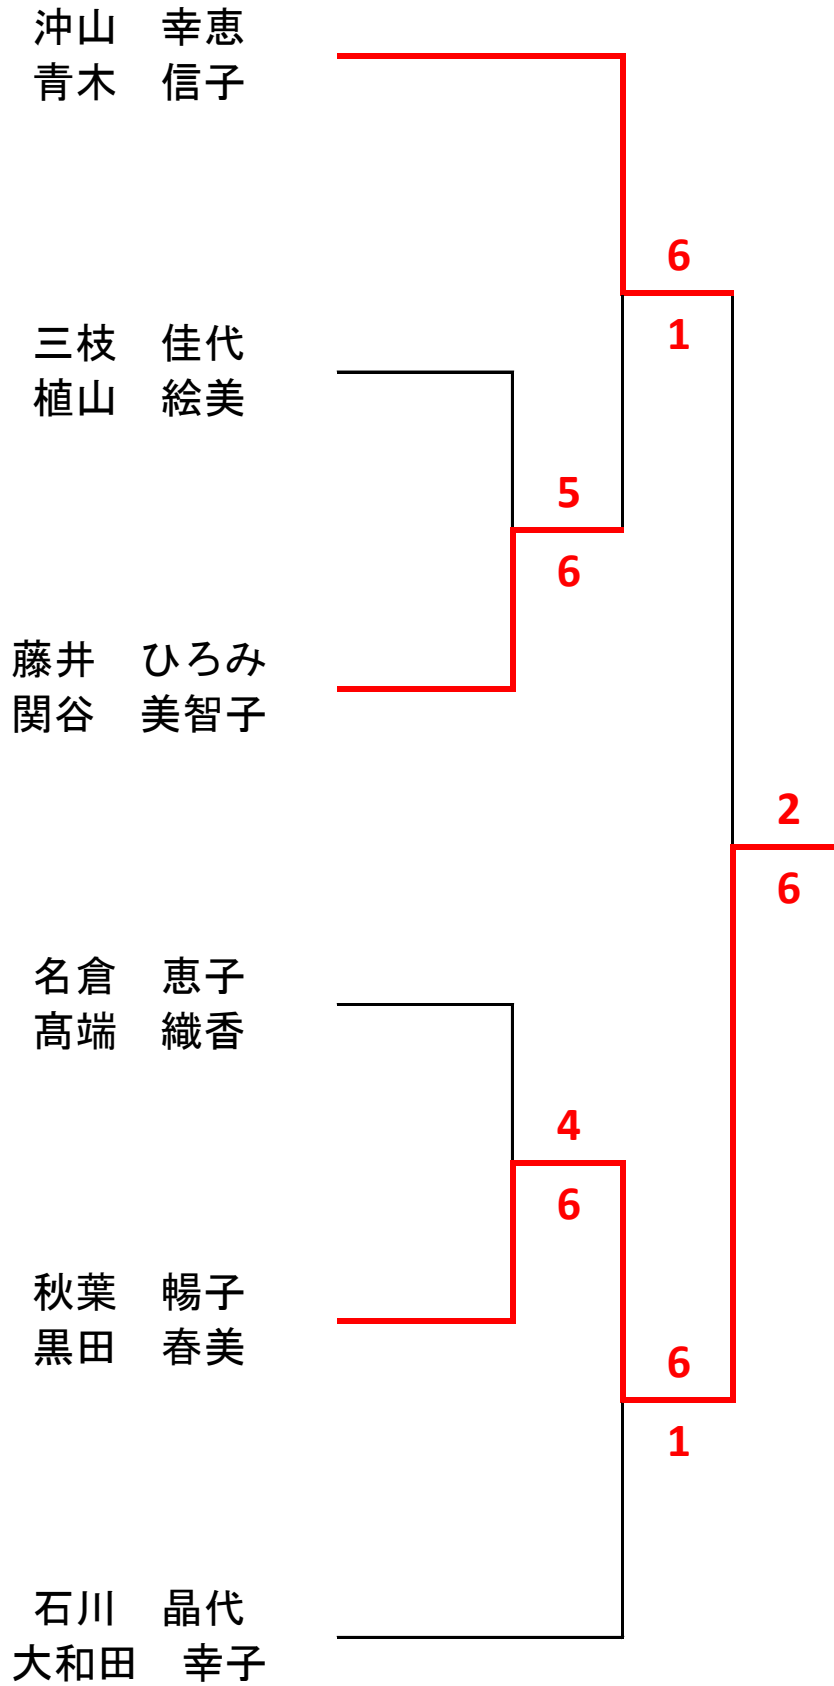 沖山　幸恵
青木　信子
6
1
三枝　佳代
植山　絵美
5
6
藤井　ひろみ
関谷　美智子
2
6
名倉　恵子
髙端　織香
4
6
秋葉　暢子
黒田　春美
6
1
石川　晶代
大和田　幸子